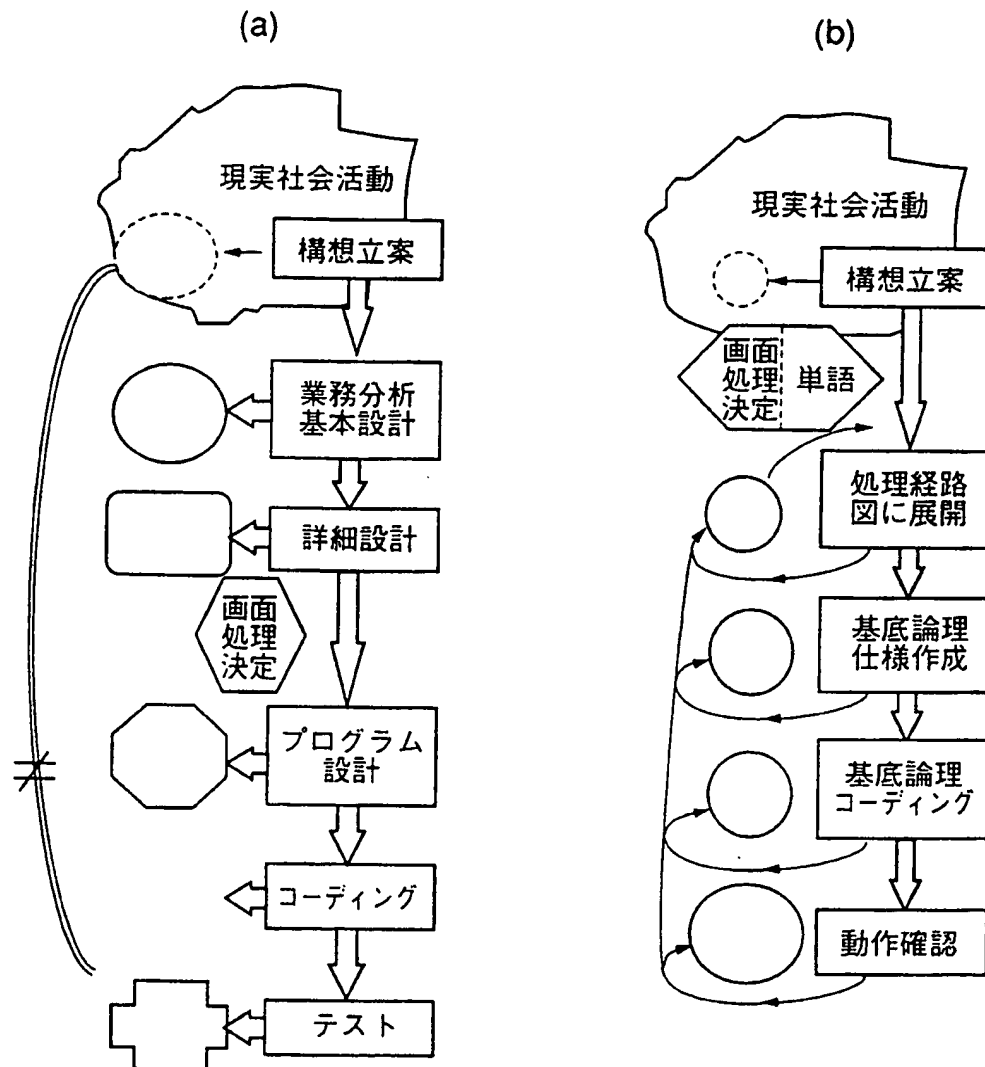 (a)
現実社会活動
構想立案
業務分析
基本設計
詳細設計
画面
処理
決定
プログラム
設計
コーディング
テスト
(b)
現実社会活動
構想立案
画面
処理
決定
単語
処理経路
図に展開
基底論理
仕様作成
基底論理
コーディング
動作確認